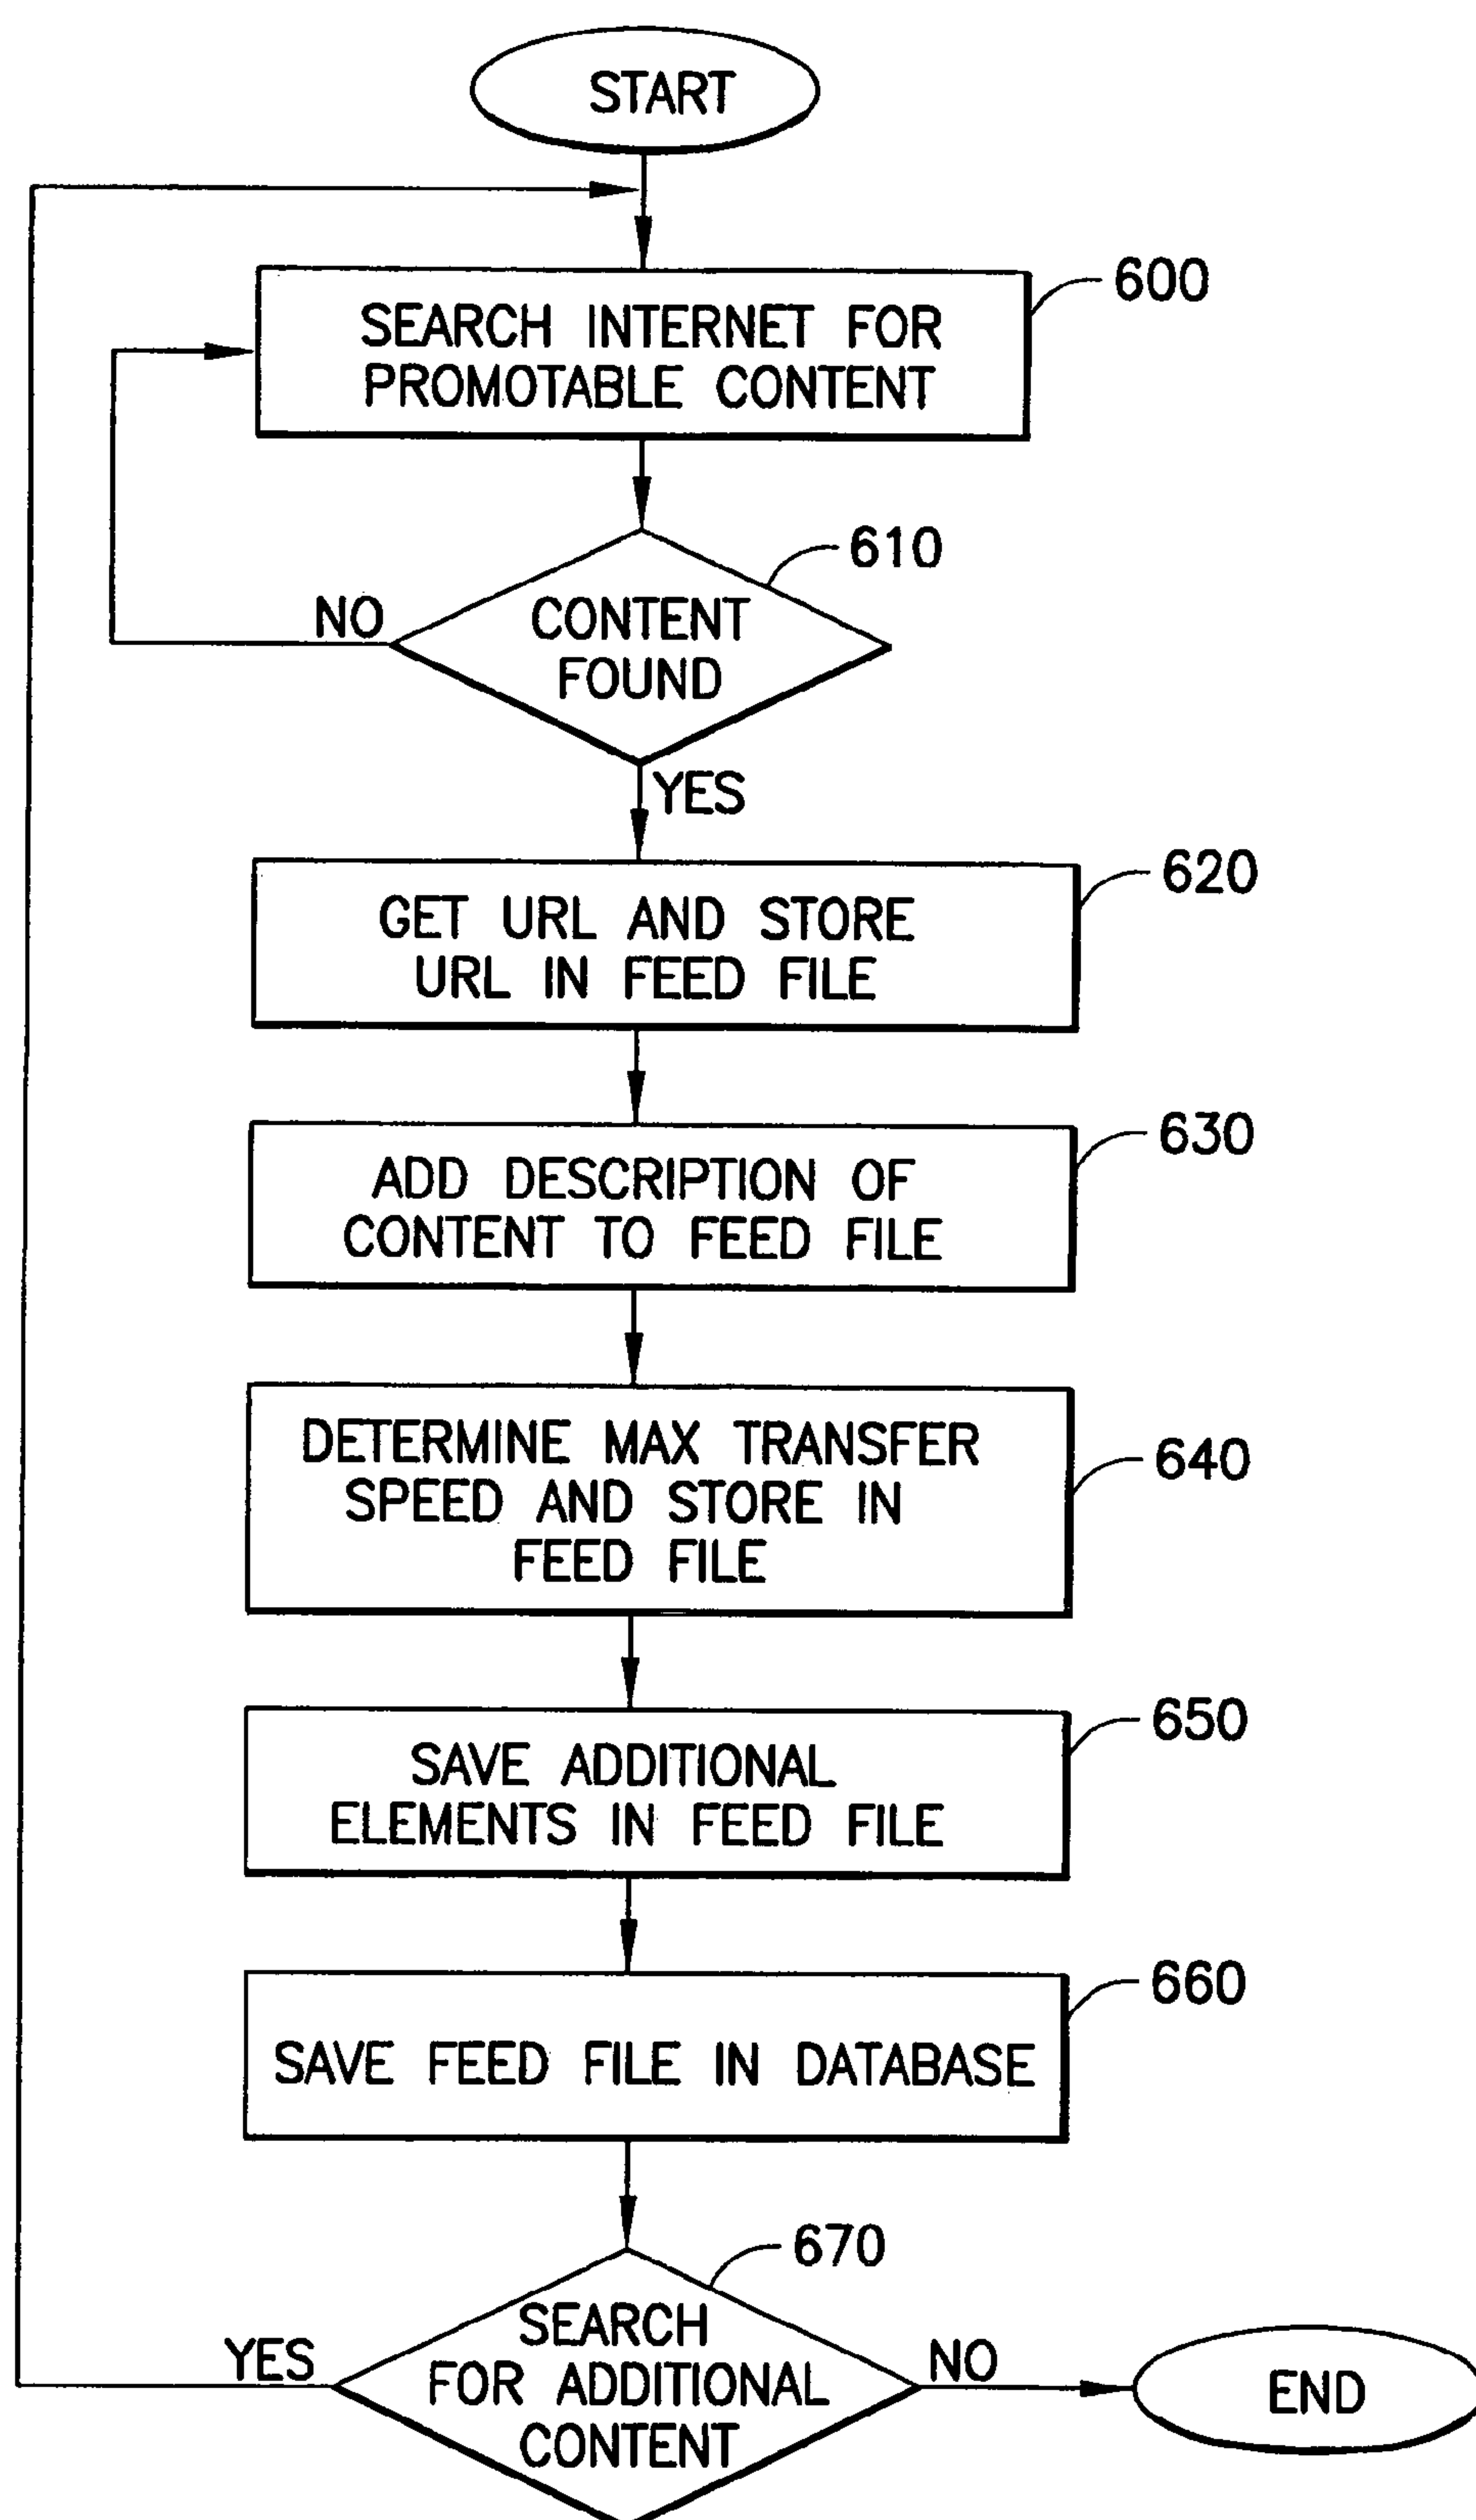 START
600
SEARCH INTERNET FOR
PROMOTABLE CONTENT
610
NO
CONTENT
FOUND
YES
620
GET URL AND STORE
URL IN FEED FILE
630
ADD DESCRIPTION OF
CONTENT TO FEED FILE
640
DETERMINE MAX TRANSFER
SPEED AND STORE IN
FEED FILE
650
SAVE ADDITIONAL
ELEMENTS IN FEED FILE
660
SAVE FEED FILE IN DATABASE
670
YES
SEARCH
FOR ADDITIONAL
CONTENT
NO
END